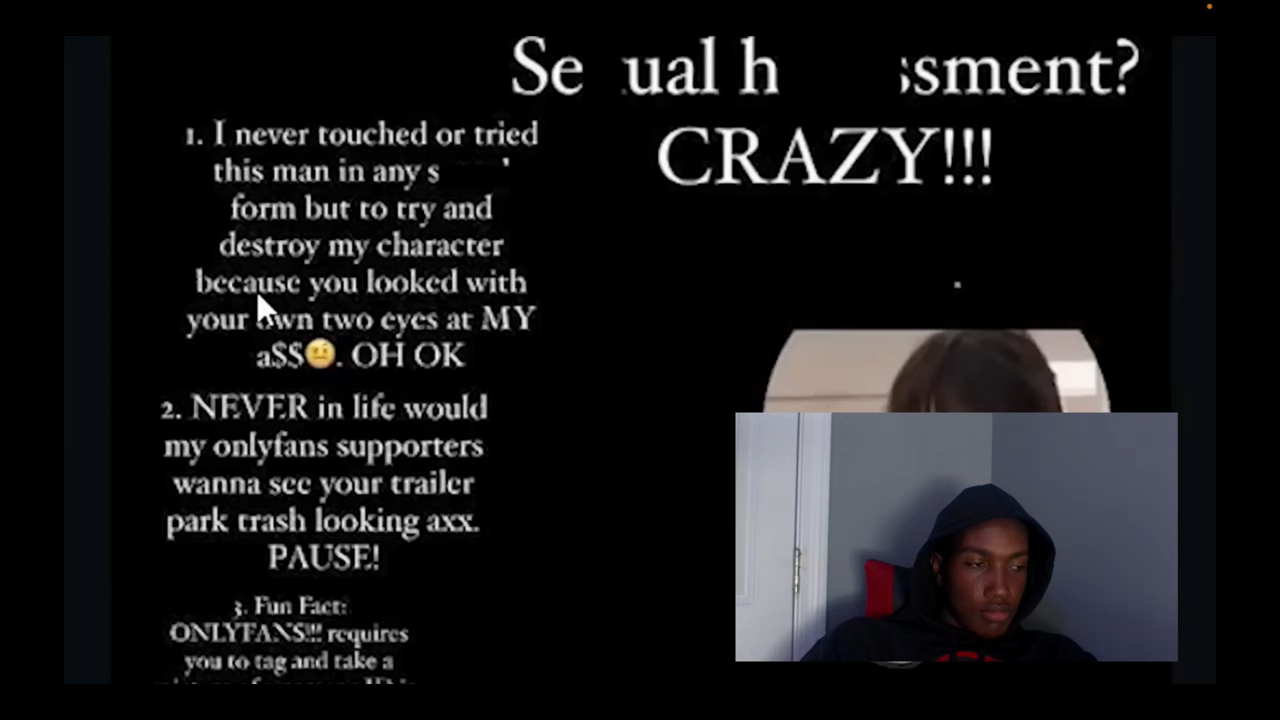 Se ual h ssment?
CRAZY!!!
1. I never touched or tried
this man in any s
form but to try and
destroy my character
because you looked with
your own two eyes at MY
a$$🤨. OH OK
2. NEVER in life would
my onlyfans supporters
wanna see your trailer
park trash looking axx.
PAUSE!
3. Fun Fact:
ONLYFANS!!! requires
you to tag and take a